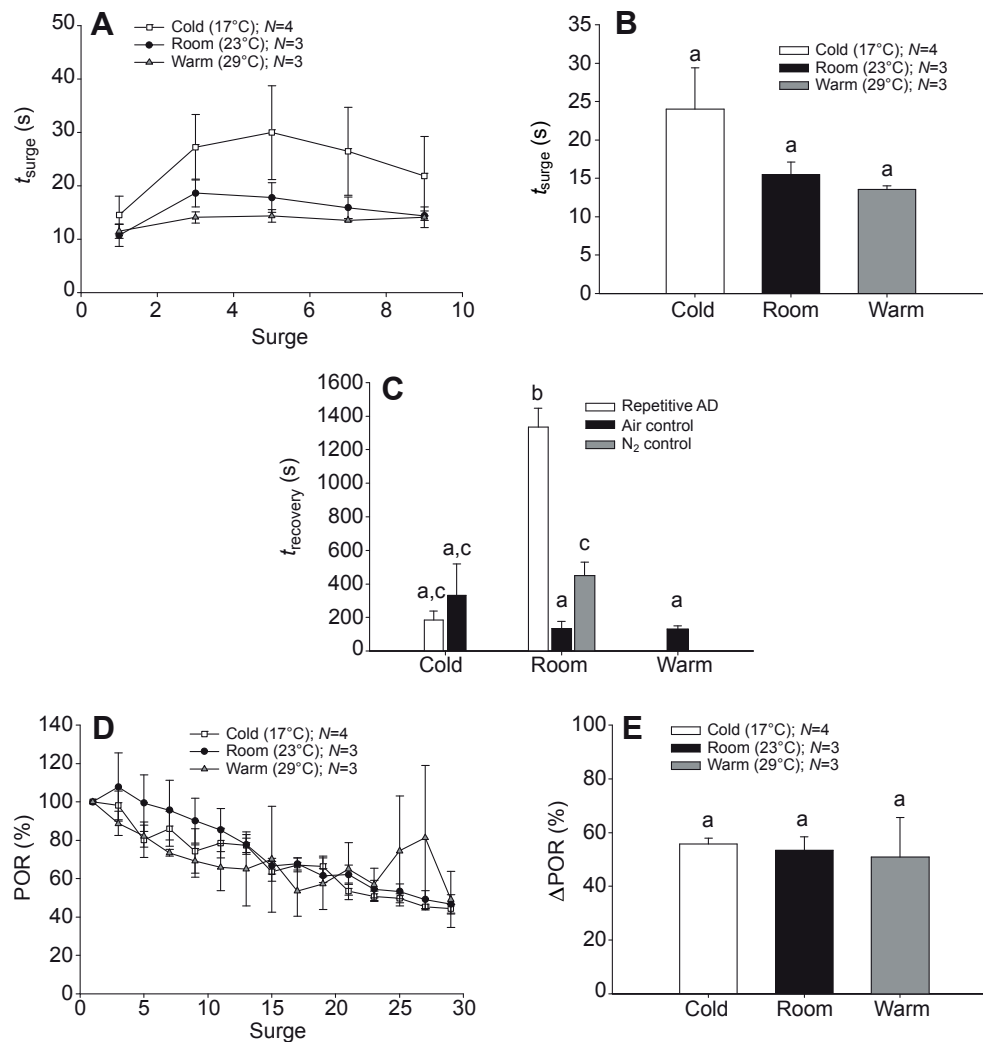 A
Cold (17°C); N=4
Room (23°C); N=3
Warm (29°C); N=3
50
40
30
20
10
0
tsurge (s)
0 2 4 6 8 10
Surge
B
Cold (17°C); N=4
Room (23°C); N=3
Warm (29°C); N=3
35
30
25
20
15
10
5
0
tsurge (s)
a a a
Cold Room Warm
C
Repetitive AD
Air control
N2 control
1600
1400
1200
1000
800
600
400
200
0
trecovery (s)
a,c a,c b a c a
Cold Room Warm
D
Cold (17°C); N=4
Room (23°C); N=3
Warm (29°C); N=3
140
120
100
80
60
40
20
0
POR (%)
0 5 10 15 20 25 30
Surge
E
Cold (17°C); N=4
Room (23°C); N=3
Warm (29°C); N=3
100
80
60
40
20
0
ΔPOR (%)
a a a
Cold Room Warm